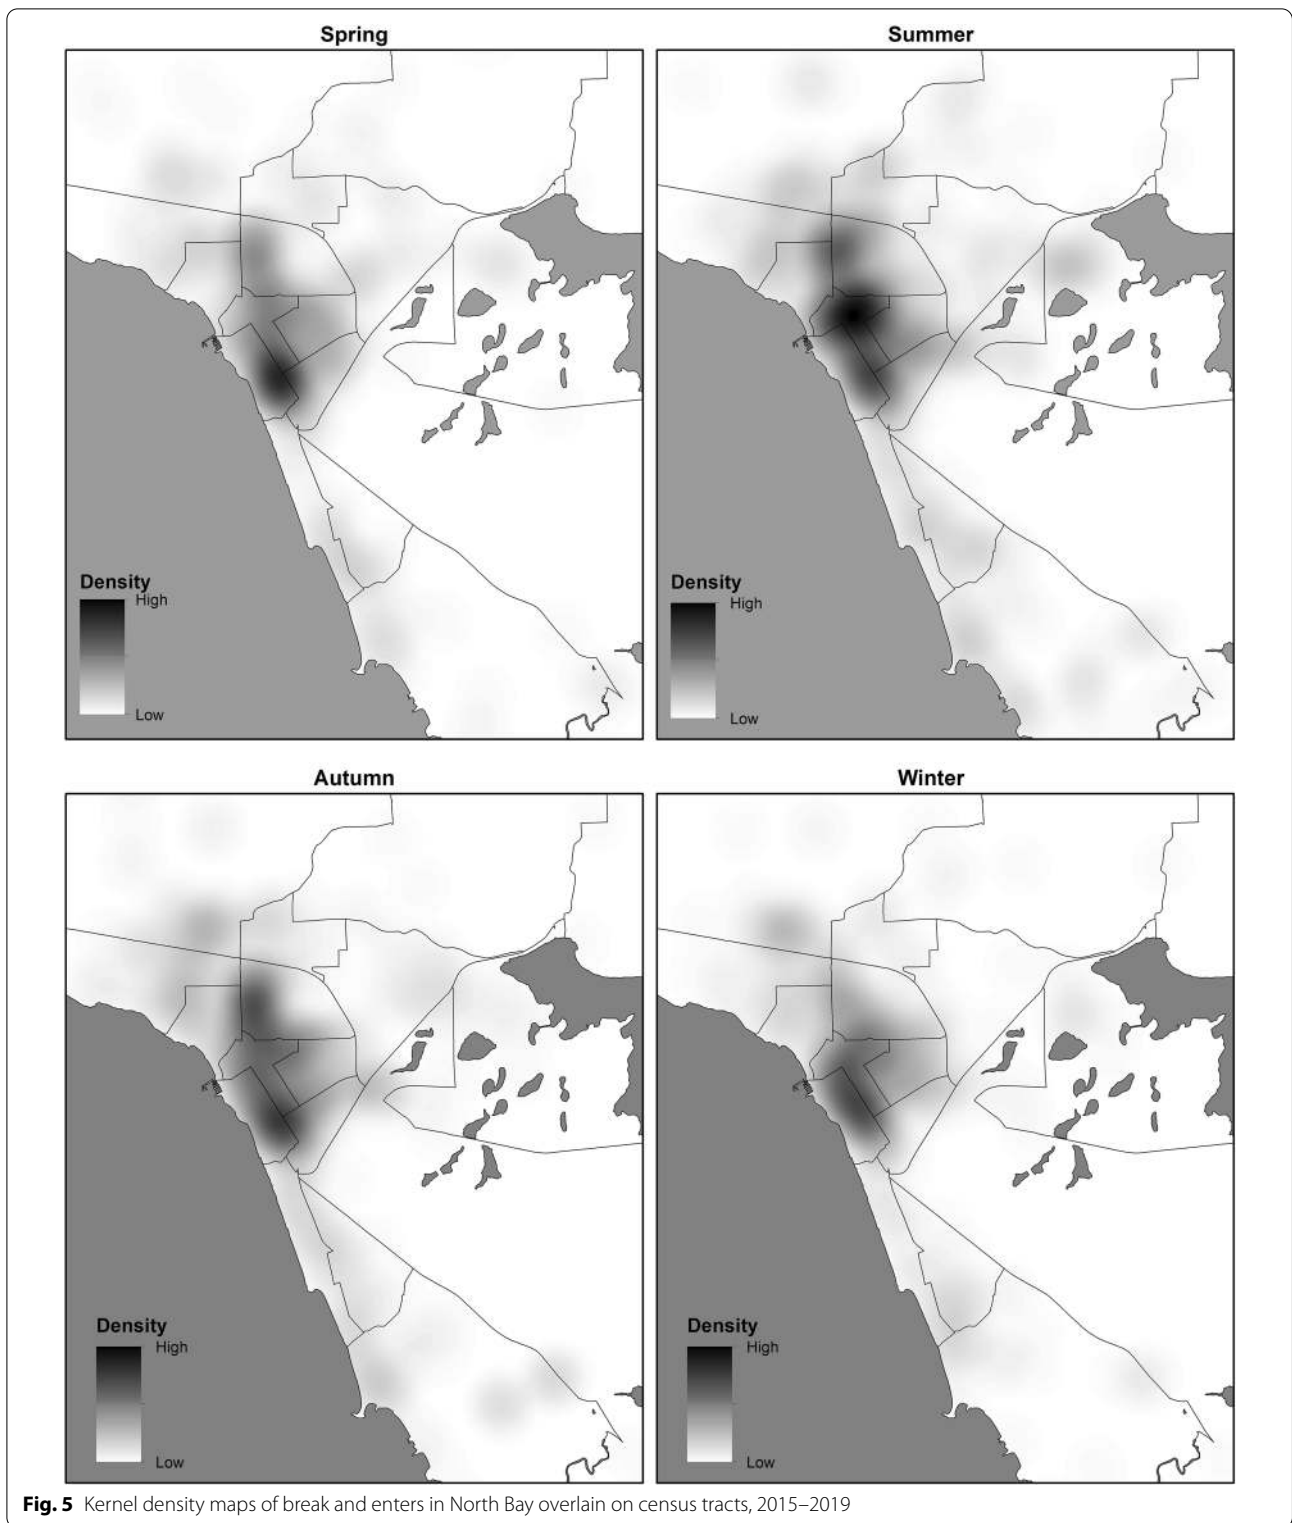 Spring
Summer
Density
High
Low
Density
High
Low
Autumn
Winter
Density
High
Low
Density
High
Low
Fig. 5 Kernel density maps of break and enters in North Bay overlain on census tracts, 2015–2019